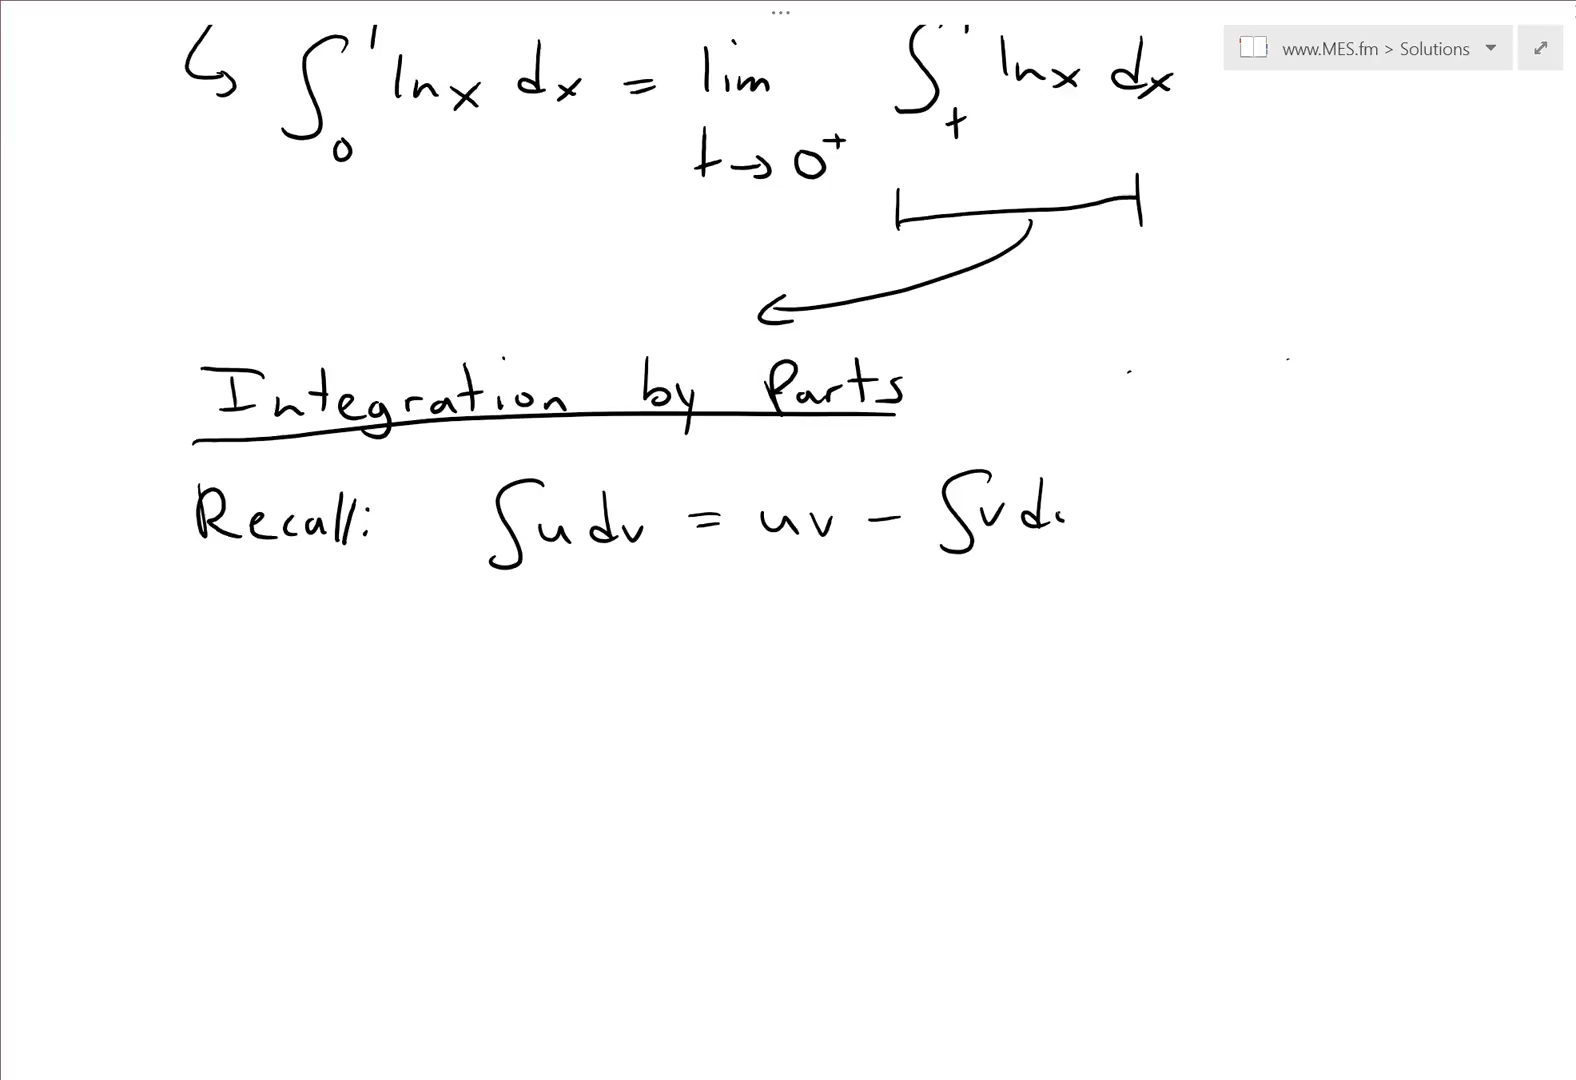 www.MES.fm > Solutions
↳ ∫₀¹ ln x dx = lim ∫ₜ¹ ln x dx
t → 0⁺
Integration by Parts
Recall: ∫u dv = uv − ∫v d